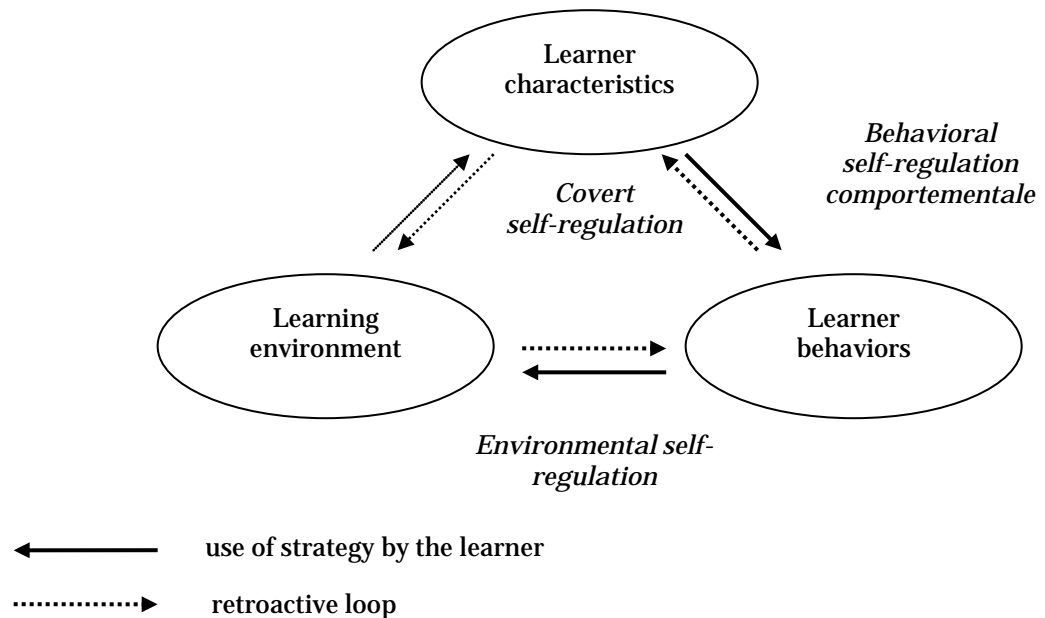 Learner
characteristics
Behavioral
self-regulation
comportementale
Covert
self-regulation
Learning
environment
Learner
behaviors
Environmental self-
regulation
use of strategy by the learner
retroactive loop